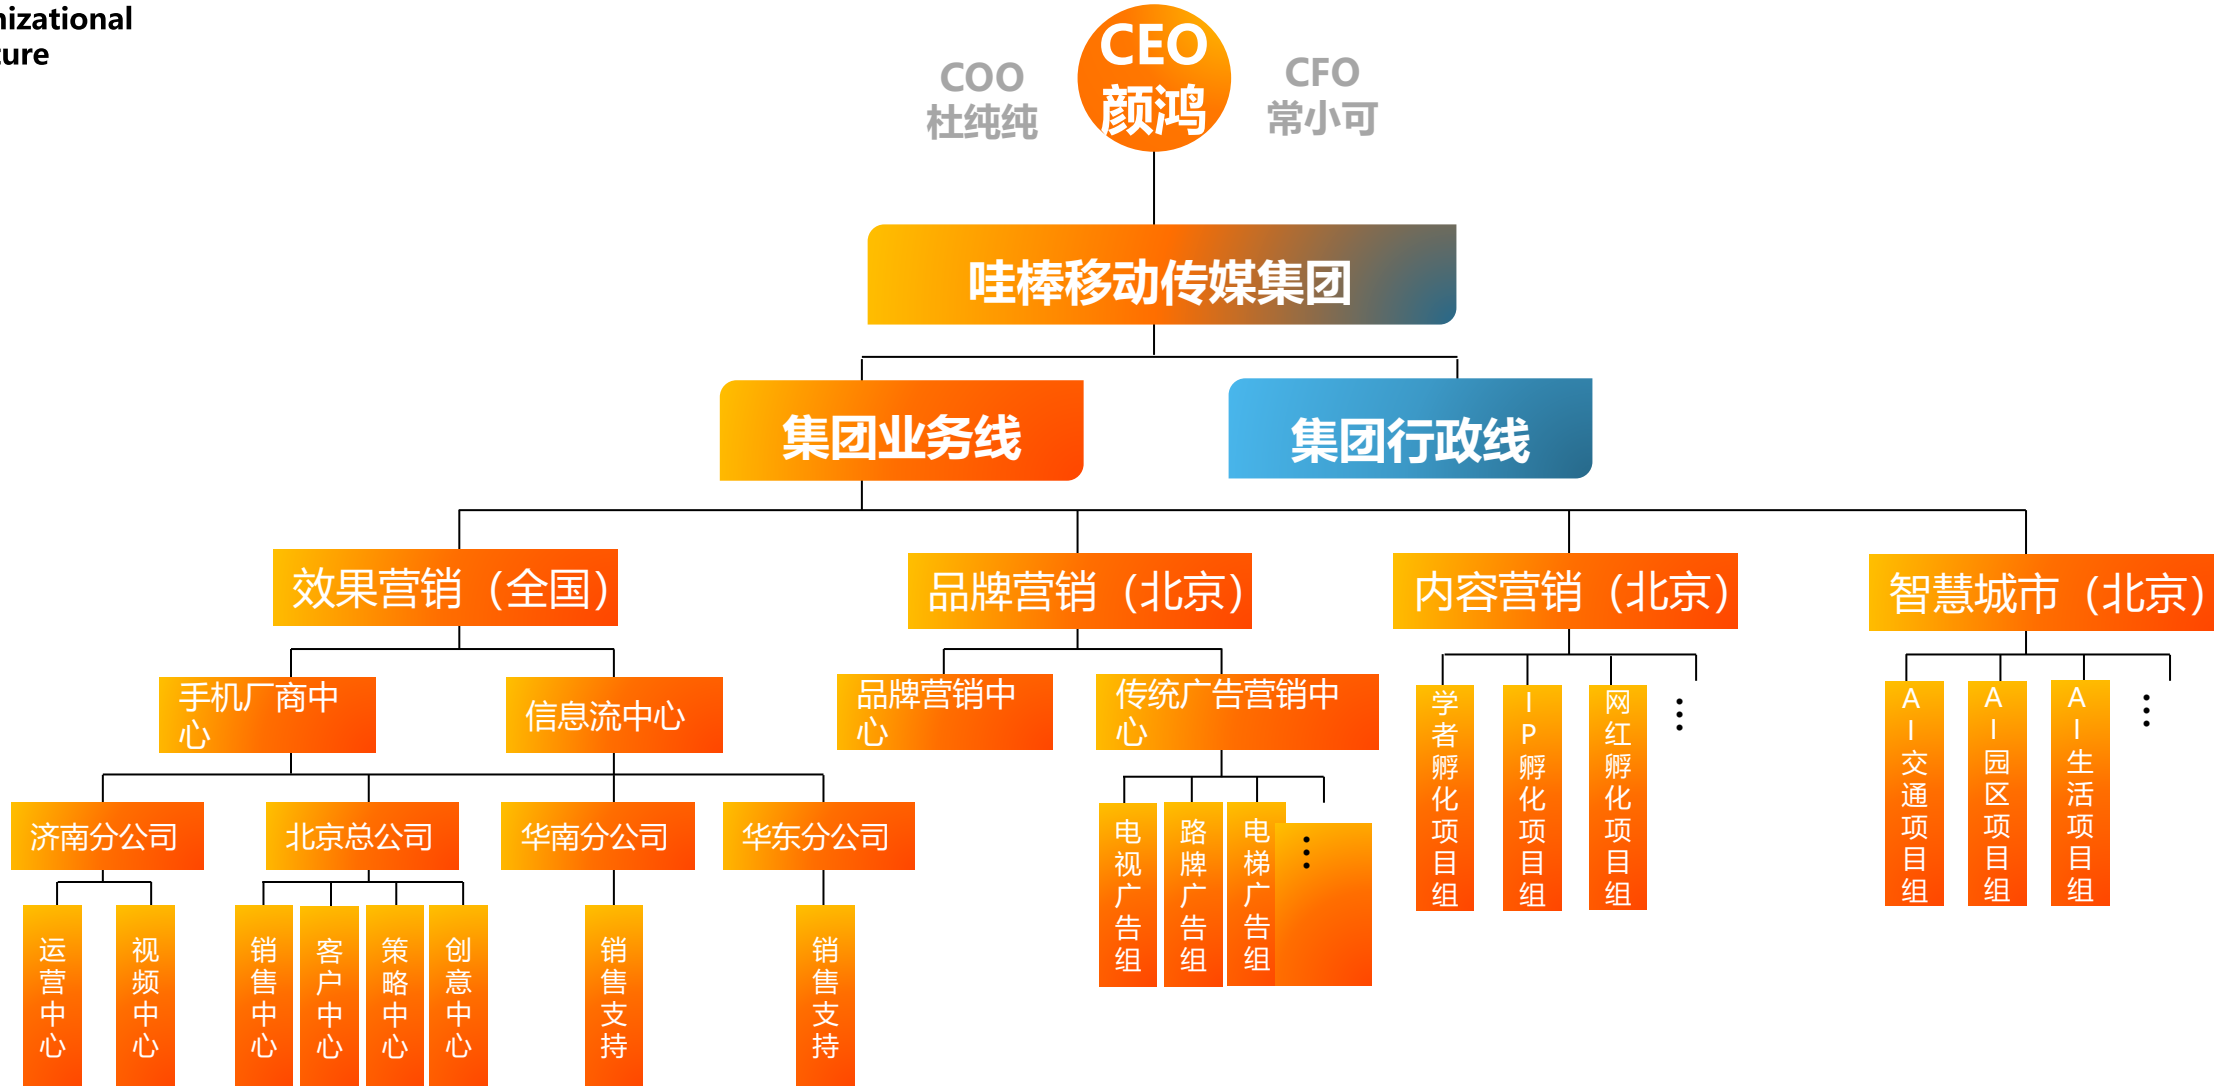 nizational
ture
CEO
颜鸿
COO
杜纯纯
CFO
常小可
哇棒移动传媒集团
集团业务线
集团行政线
效果营销（全国）
品牌营销（北京）
内容营销（北京）
智慧城市（北京）
手机厂商中
心
信息流中心
品牌营销中
心
传统广告营销中
心
学者孵化项目组
IP孵化项目组
网红孵化项目组
…
AI交通项目组
AI园区项目组
AI生活项目组
…
济南分公司
北京总公司
华南分公司
华东分公司
电视广告组
路牌广告组
电梯广告组
…
运营中心
视频中心
销售中心
客户中心
策略中心
创意中心
销售支持
销售支持